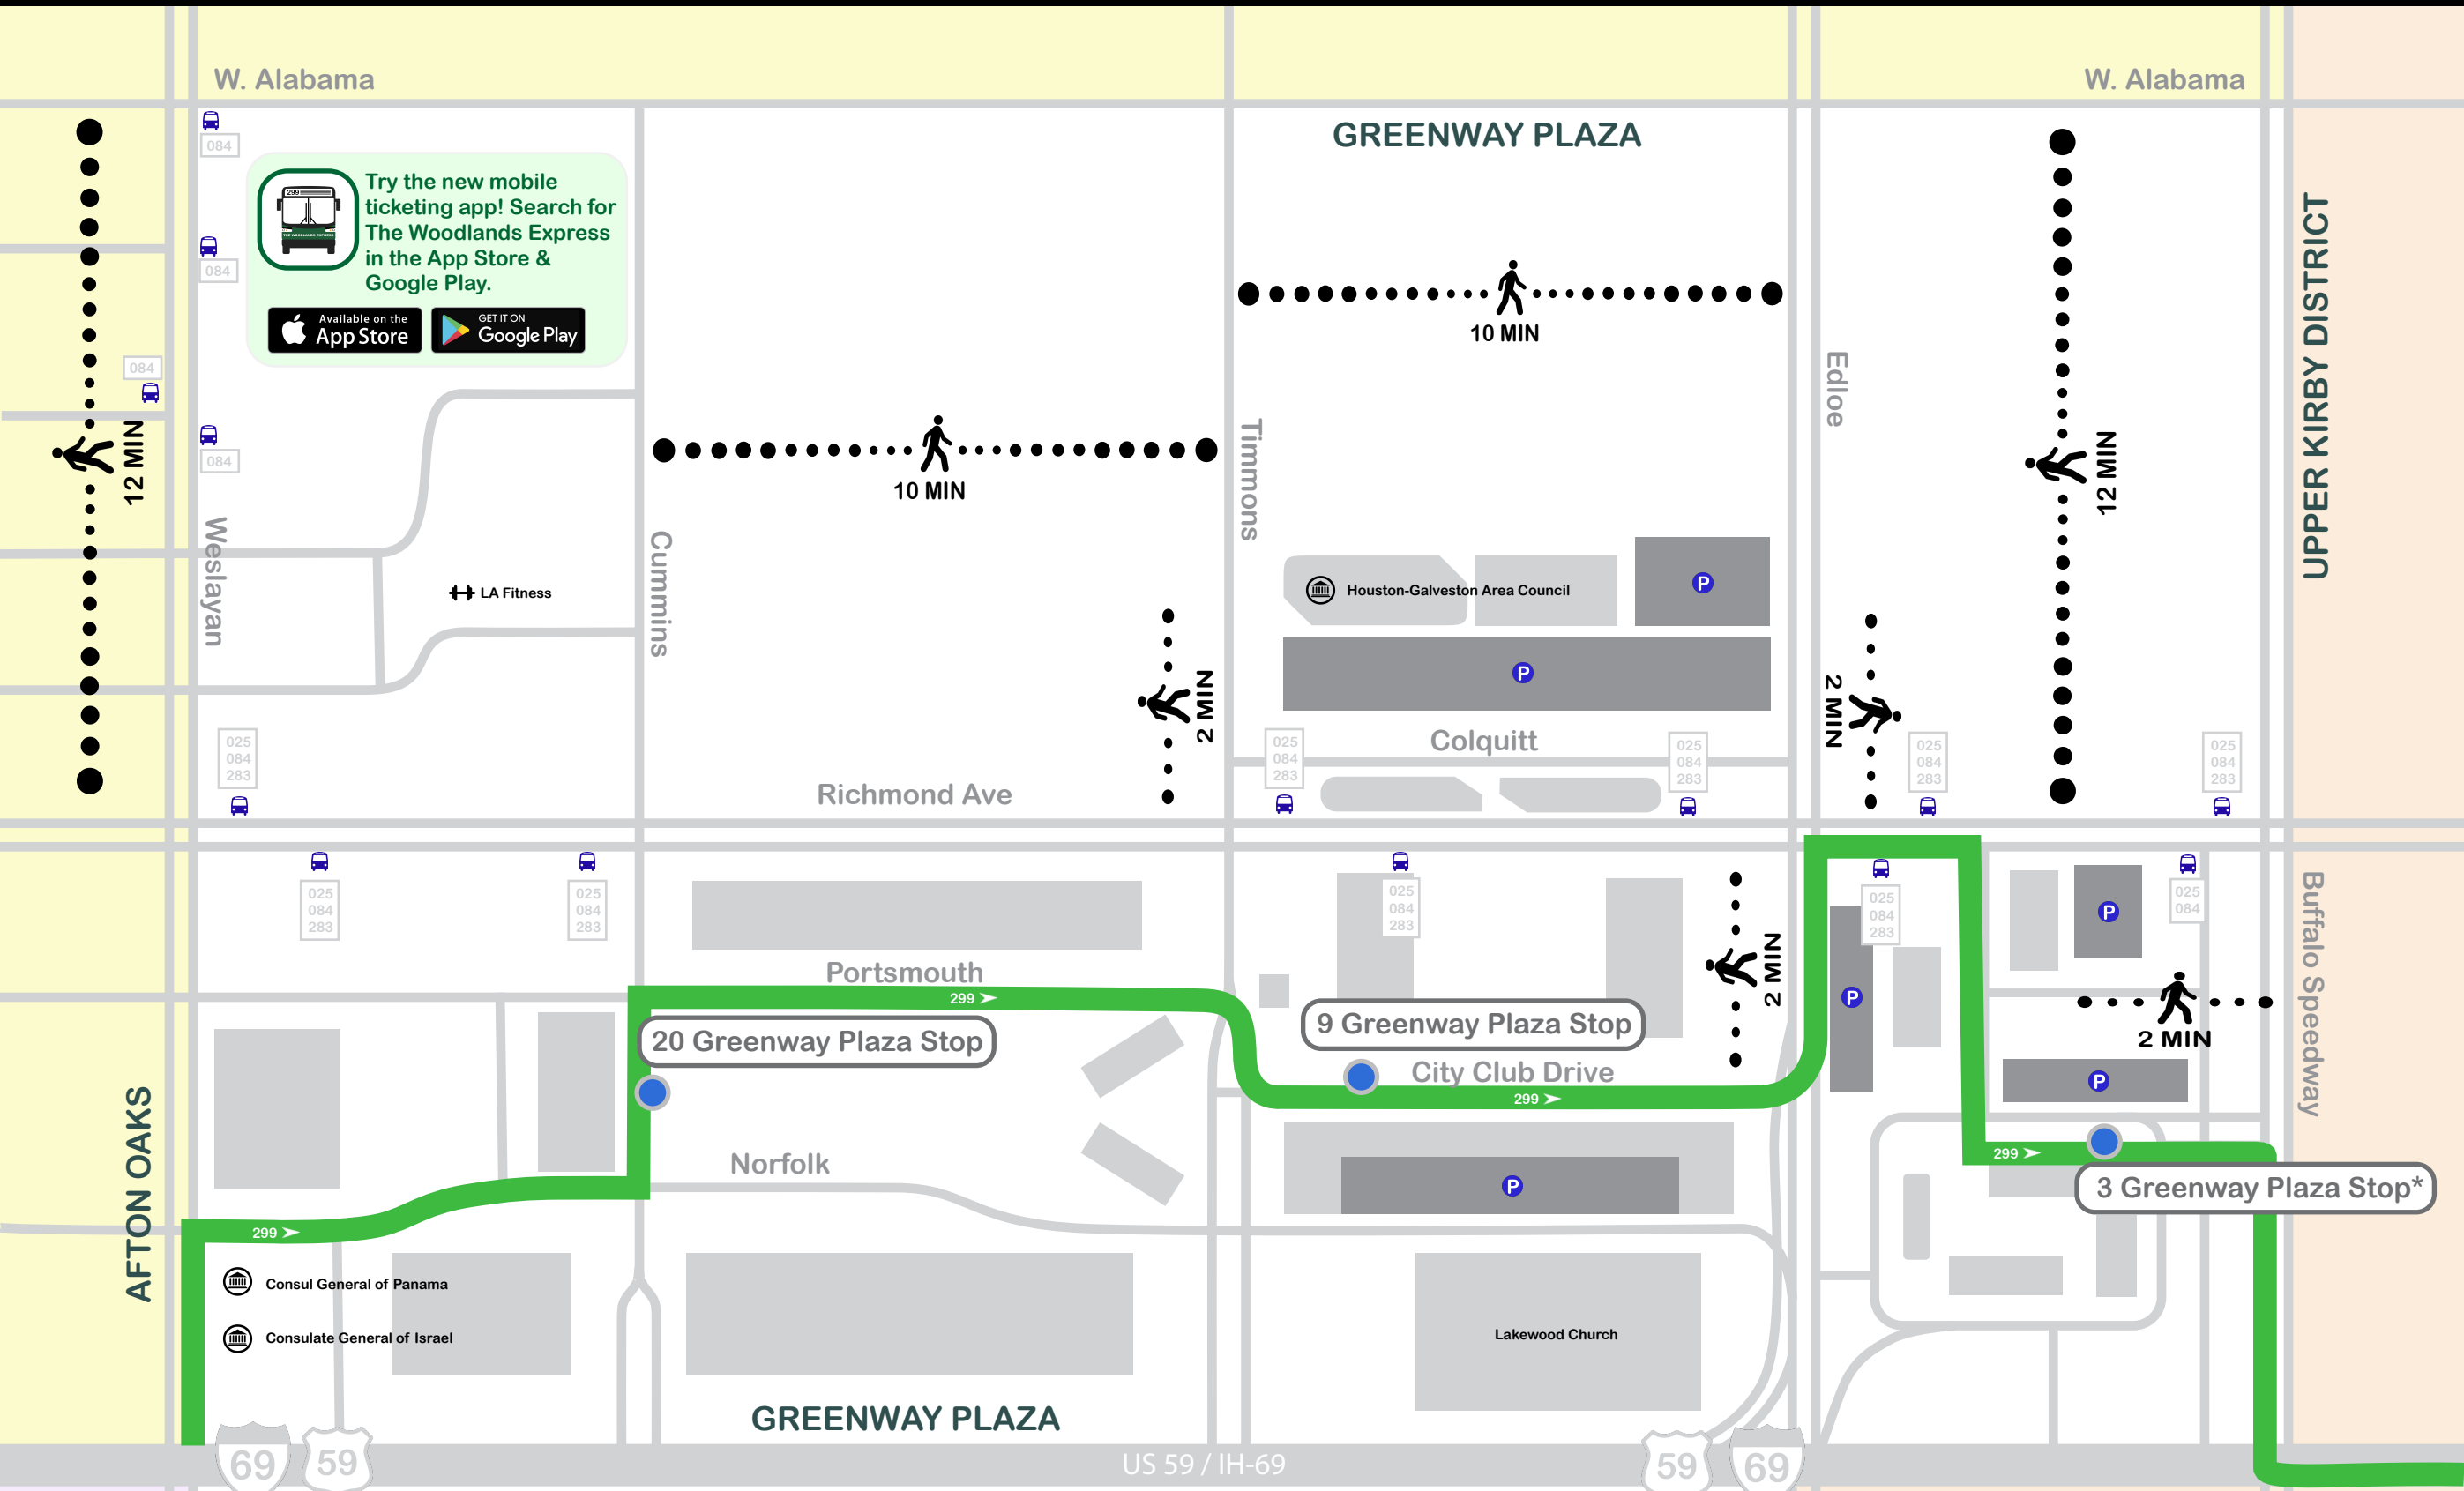 W. Alabama
W. Alabama
GREENWAY PLAZA
084
299
THE WOODLANDS EXPRESS
Try the new mobile
ticketing app! Search for
The Woodlands Express
in the App Store &
Google Play.
Available on the
App Store
GET IT ON
Google Play
084
084
084
12 MIN
10 MIN
10 MIN
12 MIN
UPPER KIRBY DISTRICT
Edloe
Timmons
Weslayan
Cummins
LA Fitness
Houston-Galveston Area Council
P
P
2 MIN
2 MIN
Colquitt
Richmond Ave
025
084
283
025
084
283
025
084
283
025
084
283
025
084
283
025
084
283
025
084
283
025
084
283
025
084
283
025
084
P
P
P
P
2 MIN
2 MIN
Buffalo Speedway
Portsmouth
299
20 Greenway Plaza Stop
9 Greenway Plaza Stop
City Club Drive
299
Norfolk
299
3 Greenway Plaza Stop*
AFTON OAKS
299
Consul General of Panama
Consulate General of Israel
Lakewood Church
GREENWAY PLAZA
69
59
US 59 / IH-69
59
69